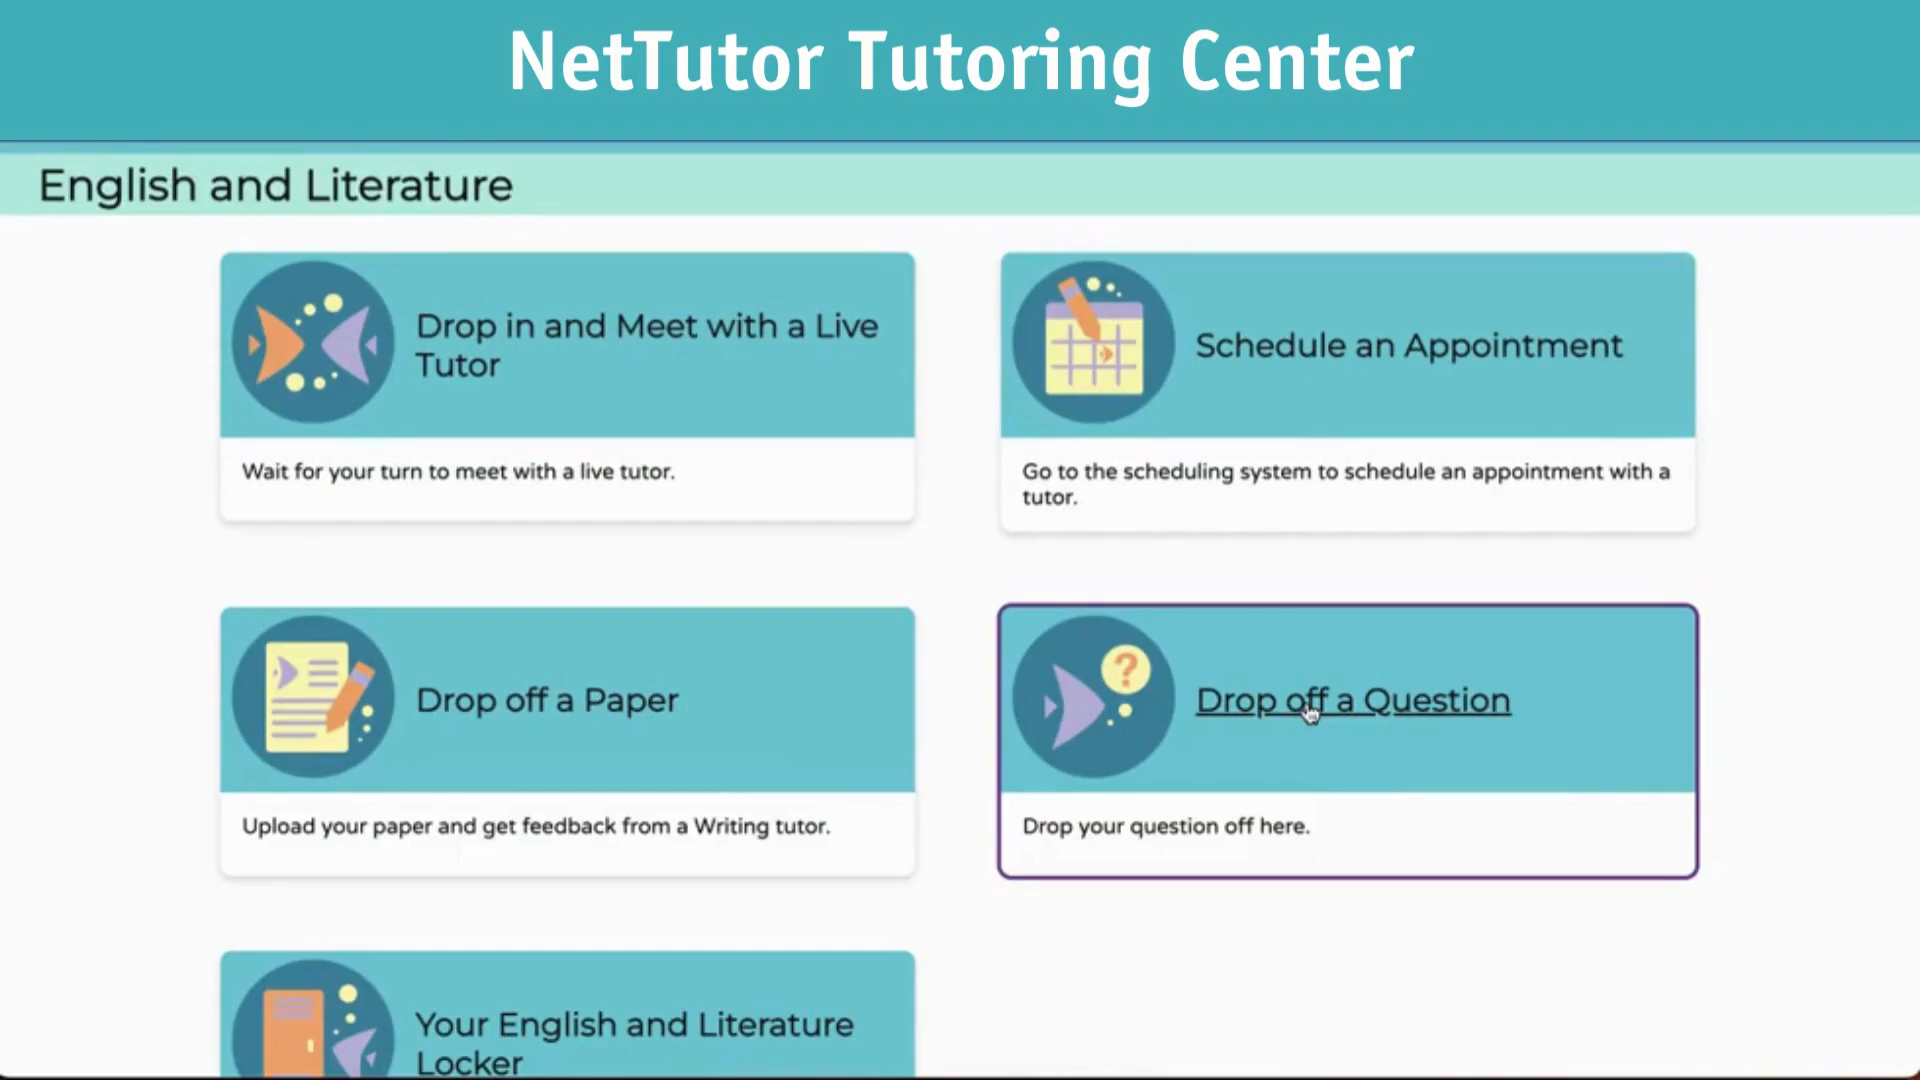 NetTutor Tutoring Center
English and Literature
Drop in and Meet with a Live
Tutor
Wait for your turn to meet with a live tutor.
Schedule an Appointment
Go to the scheduling system to schedule an appointment with a
tutor.
Drop off a Paper
Upload your paper and get feedback from a Writing tutor.
?
Drop off a Question
Drop your question off here.
Your English and Literature
Locker